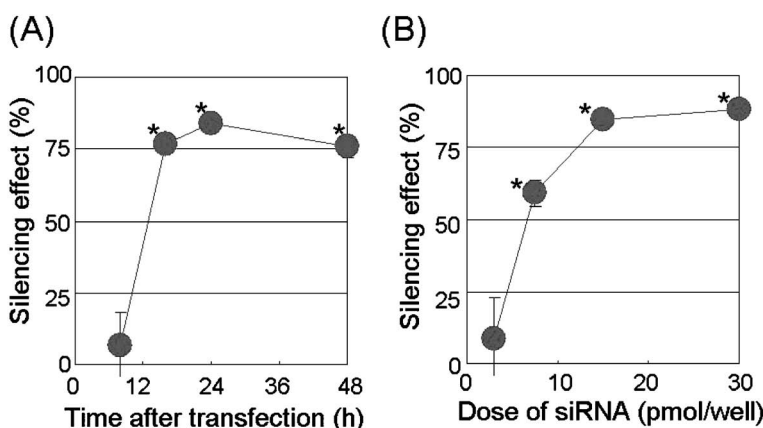 (A)
Silencing effect (%)
100
75
50
25
0
*
*
*
0 12 24 36 48
Time after transfection (h)
(B)
Silencing effect (%)
100
75
50
25
0
*
*
*
0 10 20 30
Dose of siRNA (pmol/well)